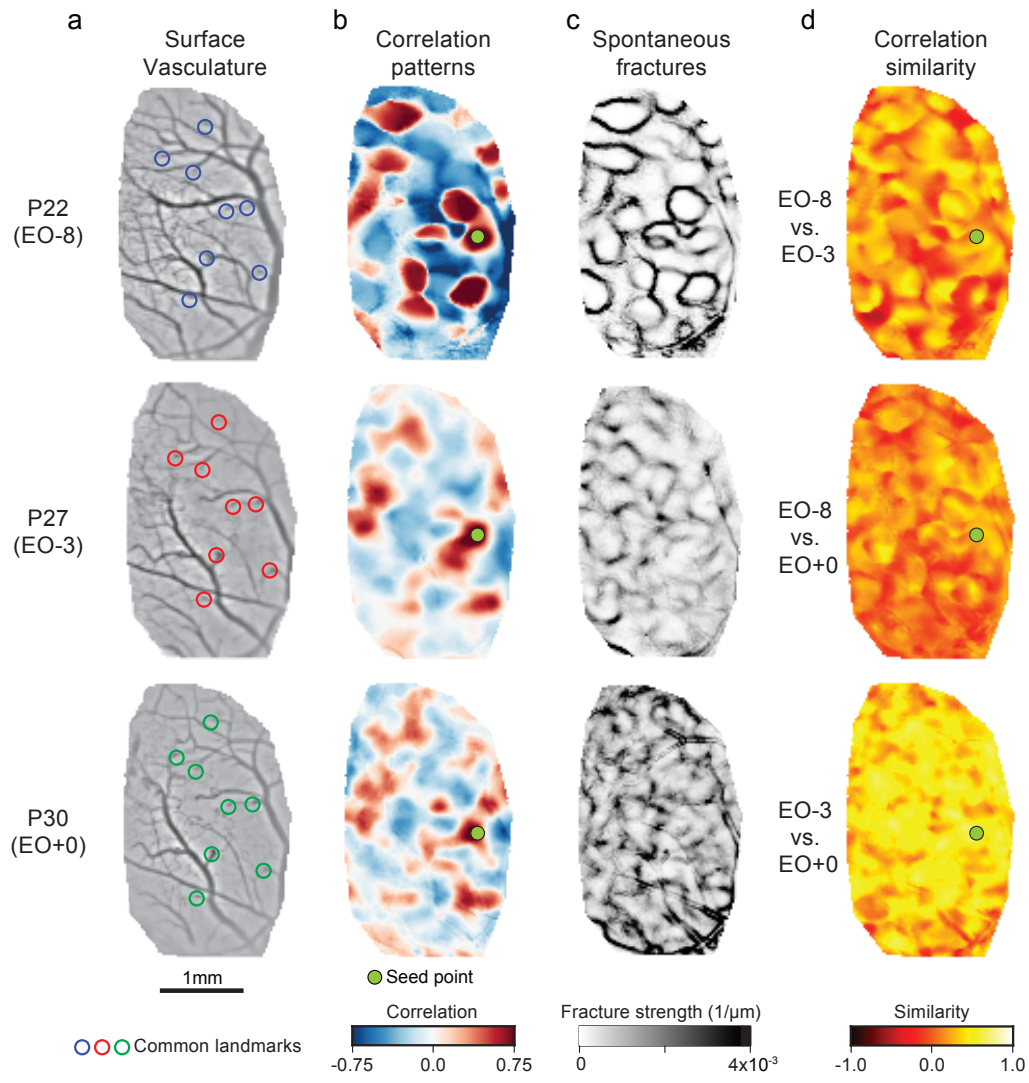 a
b
c
d
Surface
Vasculature
Correlation
patterns
Spontaneous
fractures
Correlation
similarity
P22
(EO-8)
EO-8
vs.
EO-3
P27
(EO-3)
EO-8
vs.
EO+0
P30
(EO+0)
EO-3
vs.
EO+0
1mm
Seed point
Common landmarks
Correlation
-0.75 0.0 0.75
Fracture strength (1/µm)
0 4x10⁻³
Similarity
-1.0 0.0 1.0